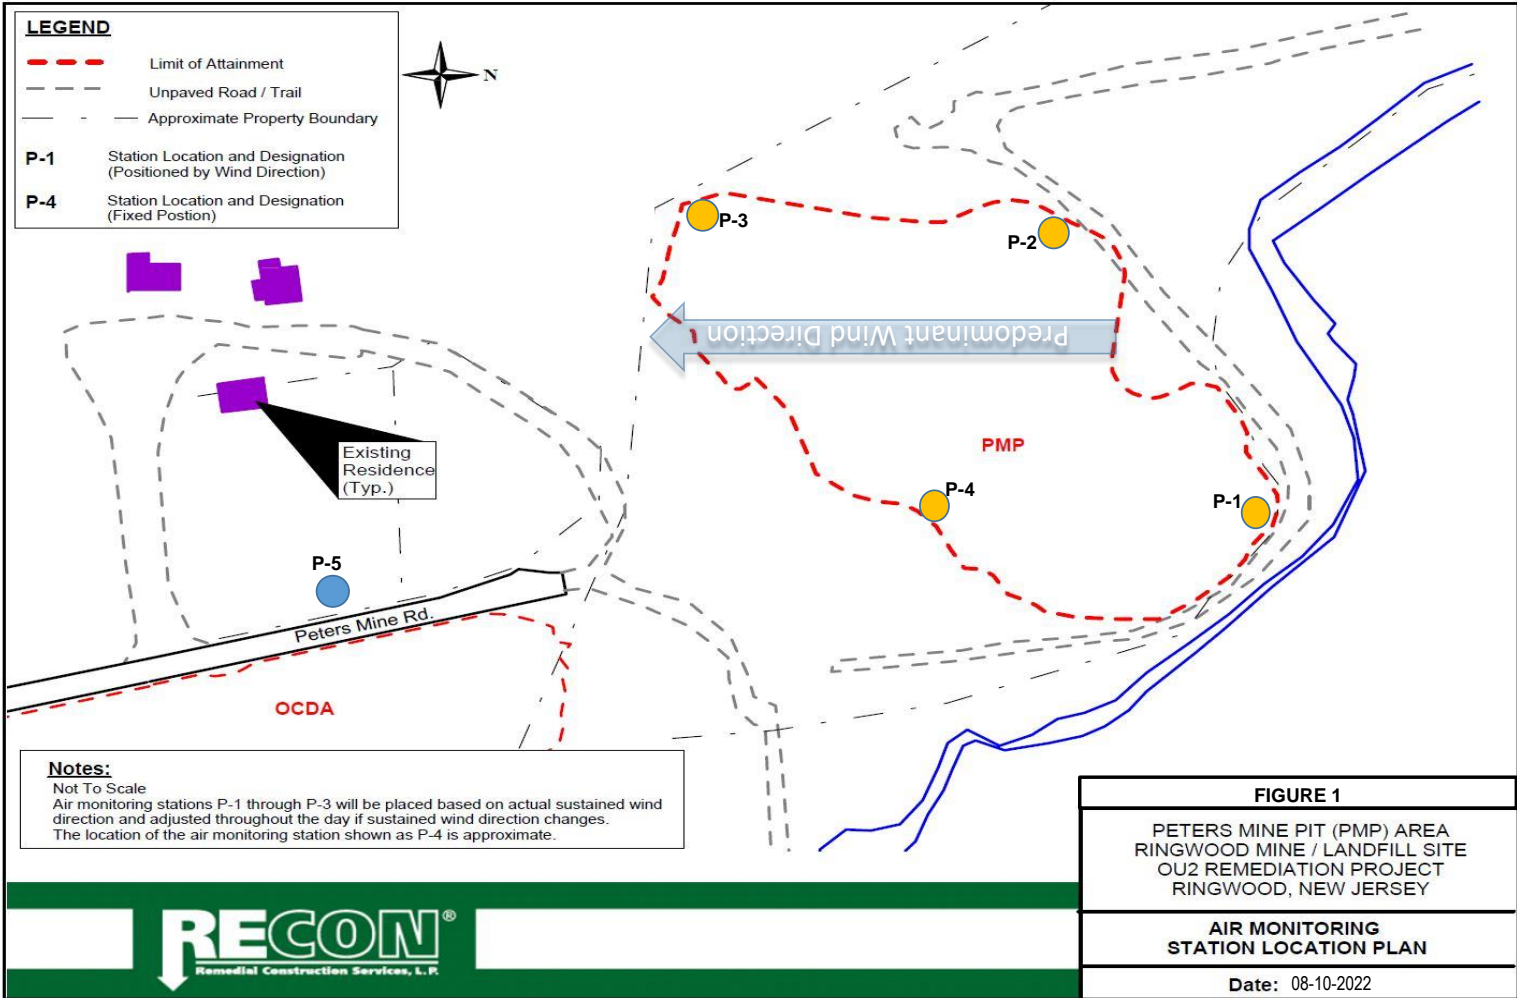 LEGEND
Limit of Attainment
Unpaved Road / Trail
Approximate Property Boundary
P-1 Station Location and Designation
(Positioned by Wind Direction)
P-4 Station Location and Designation
(Fixed Postion)
N
P-3
P-2
Predominant Wind Direction
PMP
P-4
P-1
Existing
Residence
(Typ.)
P-5
Peters Mine Rd.
OCDA
Notes:
Not To Scale
Air monitoring stations P-1 through P-3 will be placed based on actual sustained wind
direction and adjusted throughout the day if sustained wind direction changes.
The location of the air monitoring station shown as P-4 is approximate.
RECON®
Remedial Construction Services, L.P.
FIGURE 1
PETERS MINE PIT (PMP) AREA
RINGWOOD MINE / LANDFILL SITE
OU2 REMEDIATION PROJECT
RINGWOOD, NEW JERSEY
AIR MONITORING
STATION LOCATION PLAN
Date: 08-10-2022